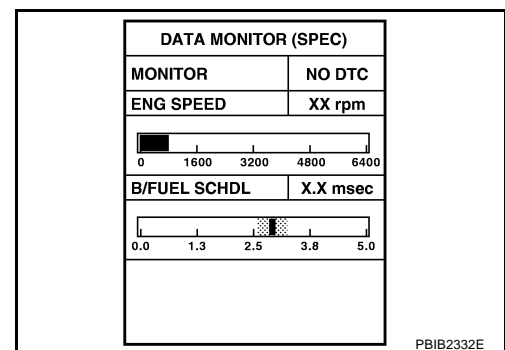 DATA MONITOR (SPEC)
MONITOR NO DTC
ENG SPEED XX rpm
0 1600 3200 4800 6400
B/FUEL SCHDL X.X msec
0.0 1.3 2.5 3.8 5.0
PBIB2332E